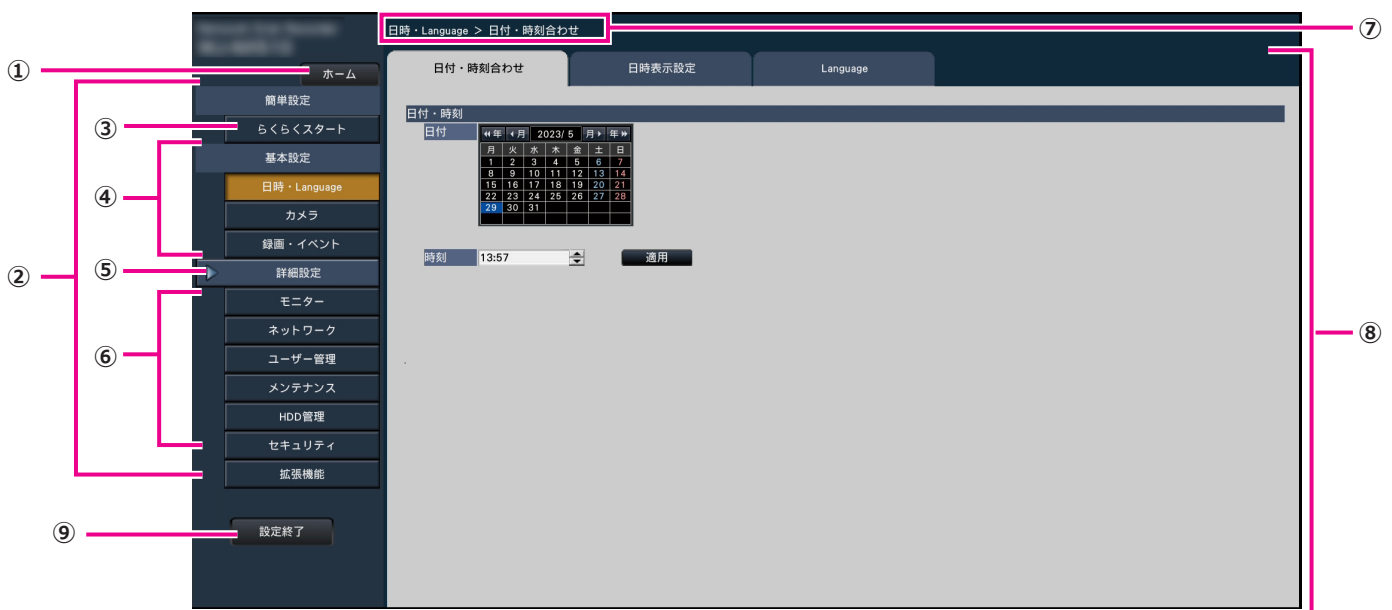 日時・Language > 日付・時刻合わせ
⑦
①
ホーム
日付・時刻合わせ
日時表示設定
Language
②
簡単設定
③
らくらくスタート
④
基本設定
日時・Language
カメラ
録画・イベント
⑤
詳細設定
⑥
モニター
ネットワーク
ユーザー管理
メンテナンス
HDD管理
セキュリティ
拡張機能
⑨
設定終了
日付・時刻
日付
年 月 2023/ 5 月 年
月 火 水 木 金 土 日
1 2 3 4 5 6 7
8 9 10 11 12 13 14
15 16 17 18 19 20 21
22 23 24 25 26 27 28
29 30 31
時刻 13:57 適用
⑧